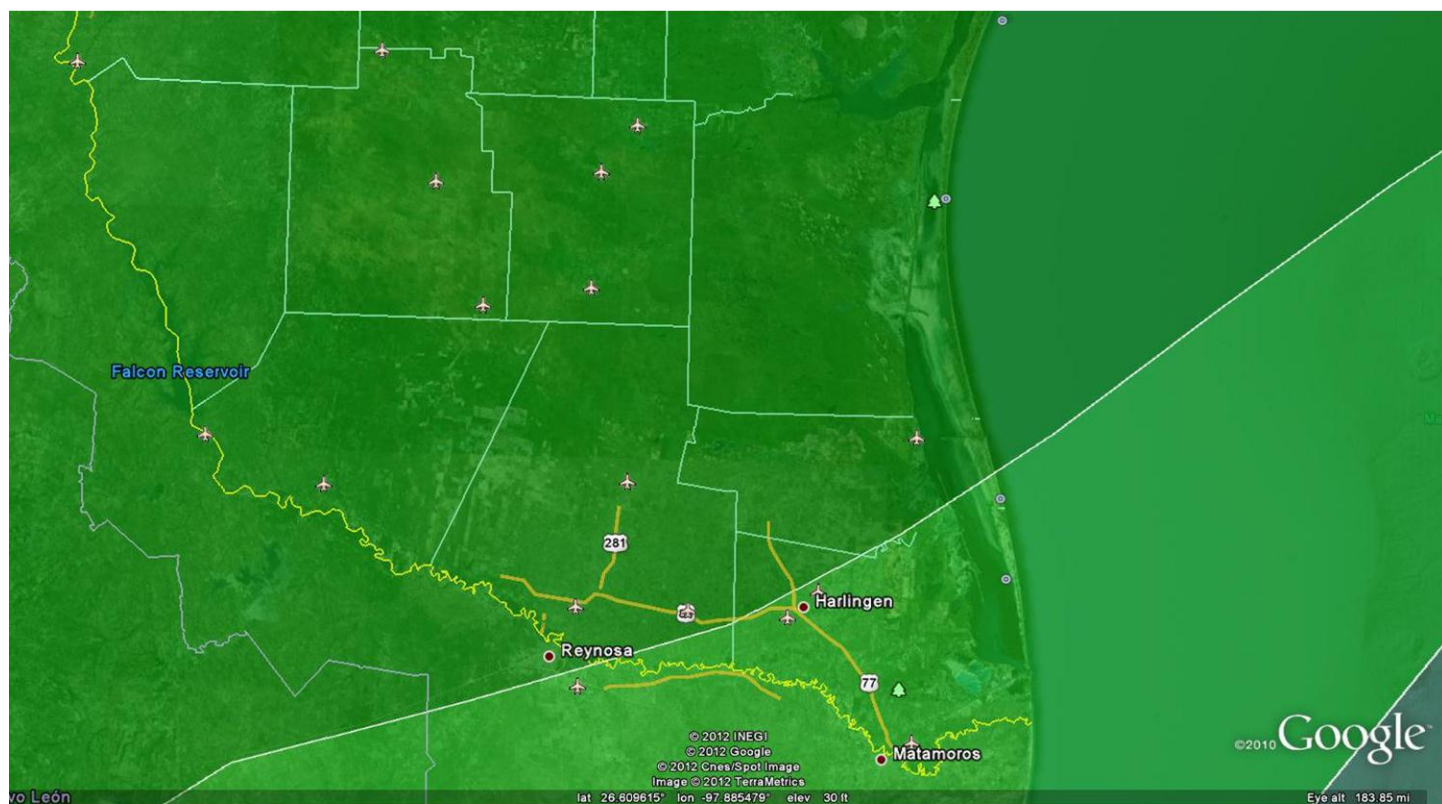 Falcon Reservoir
281
Harlingen
Reynosa
77
Matamoros
© 2012 INEGI
© 2012 Google
© 2012 Cnes/Spot Image
Image © 2012 TerraMetrics
©2010 Google
vo León
lat 26.609615° lon -97.885479° elev 30 ft
Eye alt 183.85 mi